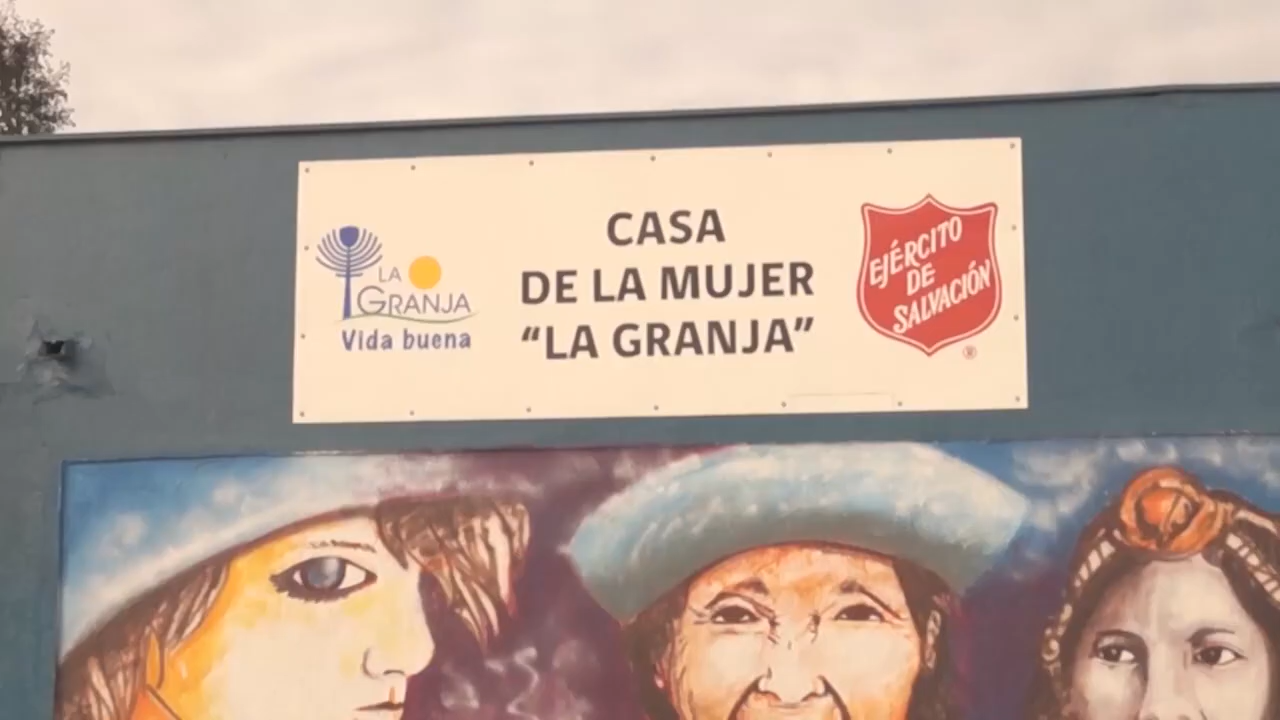 LA
GRANJA
Vida buena
CASA
DE LA MUJER
“LA GRANJA”
EJÉRCITO
DE
SALVACIÓN
®